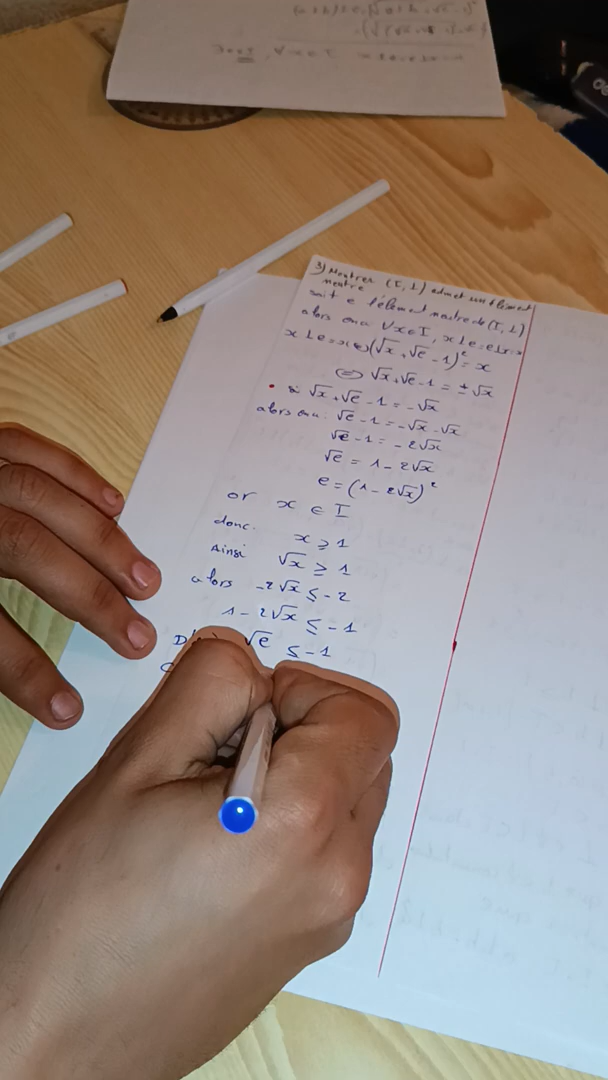 3) Montrer (I, ⊥) admet un élément
neutre
soit e l'élément neutre de (I, ⊥)
alors on a ∀x∈I, x⊥e=e⊥x=x
x⊥e=x⇔(√x+√e-1)²=x
⇔ √x+√e-1=±√x
• si √x+√e-1=-√x
alors on a: √e-1=-√x-√x
√e-1=-2√x
√e=1-2√x
e=(1-2√x)²
or x ∈ I
donc. x ≥ 1
Ainsi √x ≥ 1
alors -2√x ≤ -2
1-2√x ≤ -1
√e ≤ -1